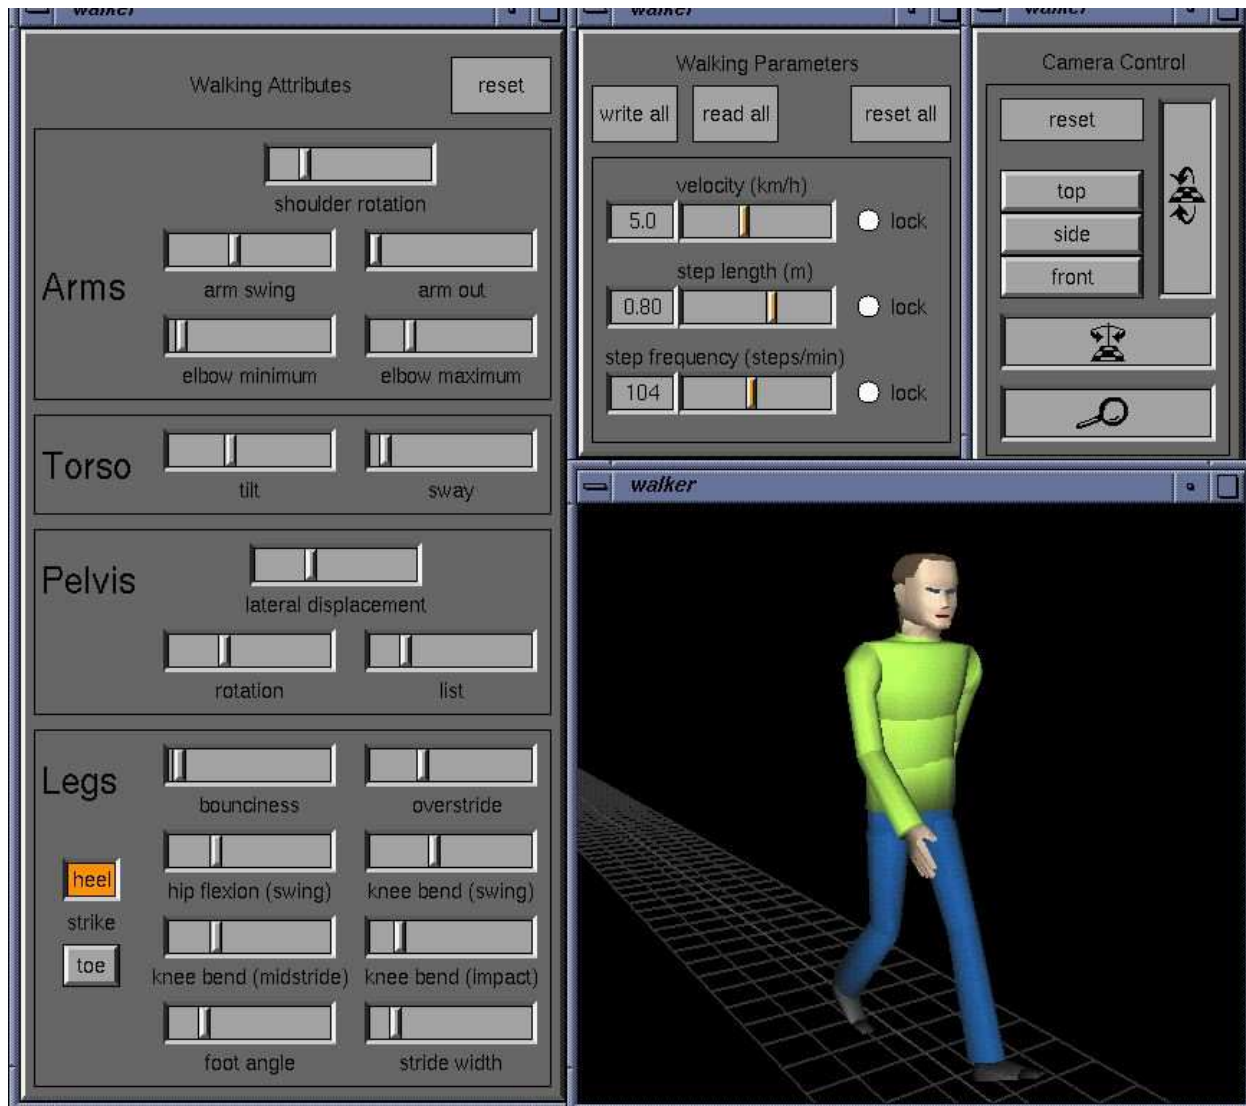 walker
Walking Attributes
reset
Arms
shoulder rotation
arm swing
arm out
elbow minimum
elbow maximum
Torso
tilt
sway
Pelvis
lateral displacement
rotation
list
Legs
bounciness
overstride
heel
strike
toe
hip flexion (swing)
knee bend (swing)
knee bend (midstride)
knee bend (impact)
foot angle
stride width
walker
Walking Parameters
write all
read all
reset all
velocity (km/h)
5.0
lock
step length (m)
0.80
lock
step frequency (steps/min)
104
lock
walker
Camera Control
reset
top
side
front
walker